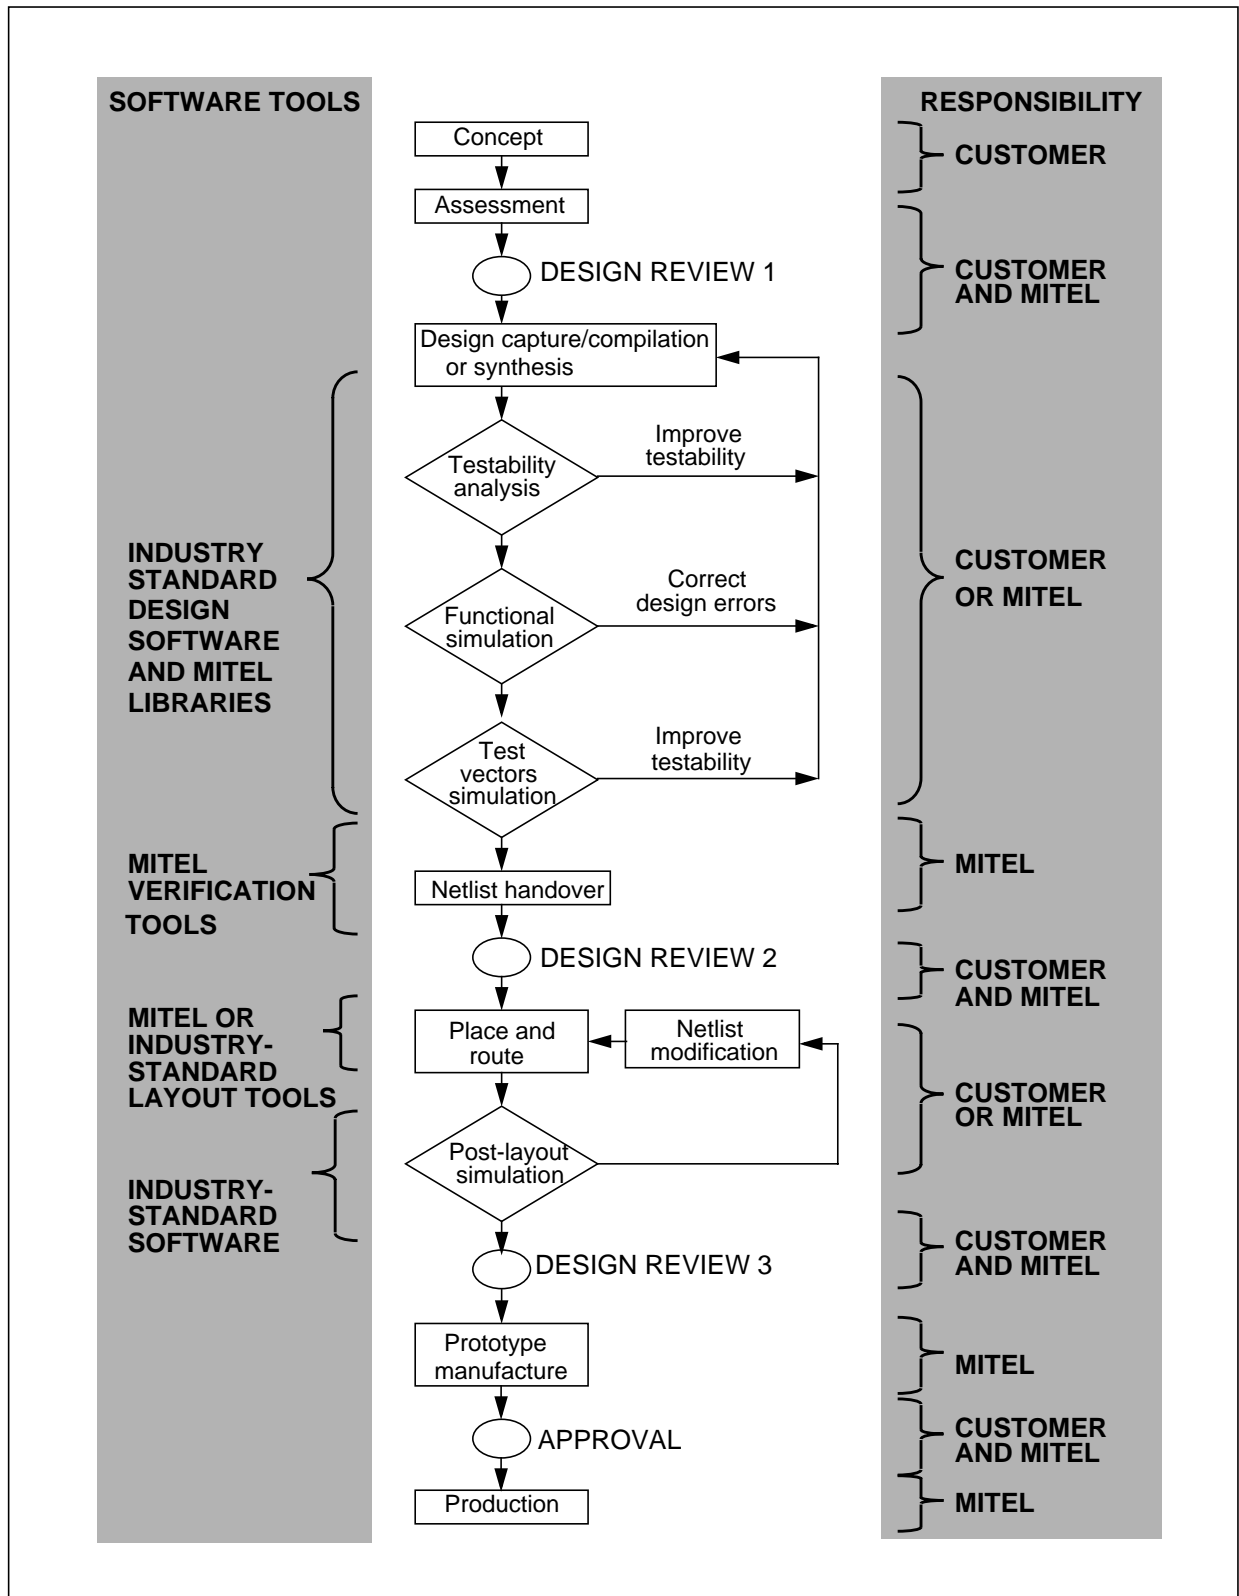 SOFTWARE TOOLS
RESPONSIBILITY
Concept
CUSTOMER
Assessment
DESIGN REVIEW 1
CUSTOMER
AND MITEL
Design capture/compilation
or synthesis
Improve
testability
Testability
analysis
INDUSTRY
STANDARD
DESIGN
SOFTWARE
AND MITEL
LIBRARIES
Correct
design errors
Functional
simulation
CUSTOMER
OR MITEL
Improve
testability
Test
vectors
simulation
MITEL
VERIFICATION
TOOLS
Netlist handover
MITEL
DESIGN REVIEW 2
CUSTOMER
AND MITEL
MITEL OR
INDUSTRY-
STANDARD
LAYOUT TOOLS
Place and
route
Netlist
modification
CUSTOMER
OR MITEL
Post-layout
simulation
INDUSTRY-
STANDARD
SOFTWARE
DESIGN REVIEW 3
CUSTOMER
AND MITEL
Prototype
manufacture
MITEL
APPROVAL
CUSTOMER
AND MITEL
Production
MITEL